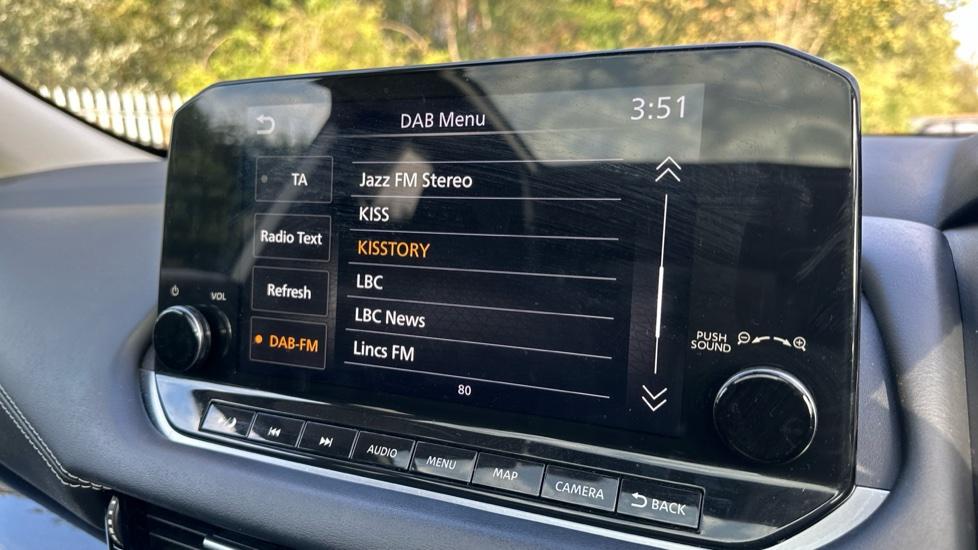 DAB Menu
3:51
TA
Radio Text
Refresh
DAB-FM
Jazz FM Stereo
KISS
KISSTORY
LBC
LBC News
Lincs FM
80
VOL
PUSH
SOUND
AUDIO
MENU
MAP
CAMERA
BACK